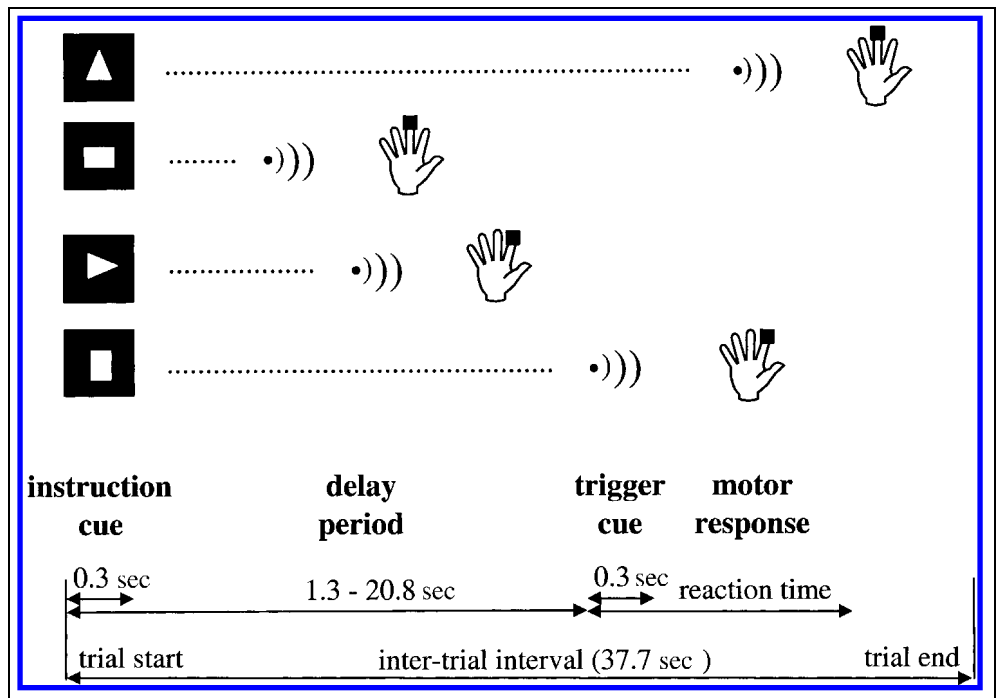 instruction cue
delay period
trigger cue
motor response
0.3 sec
1.3 - 20.8 sec
0.3 sec
reaction time
trial start
inter-trial interval (37.7 sec )
trial end